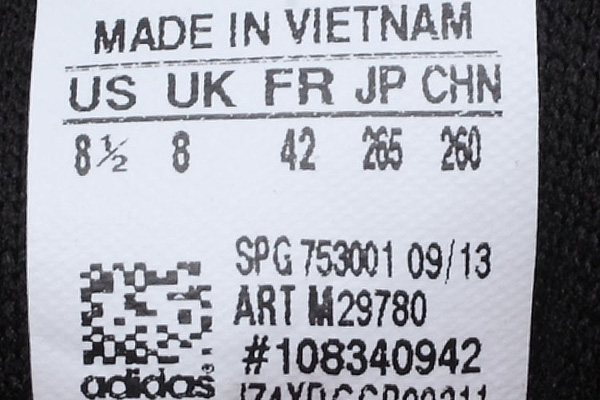 MADE IN VIETNAM
US UK FR JP CHN
8½ 8 42 265 260
SPG 753001 09/13
ART M29780
#108340942
adidas®